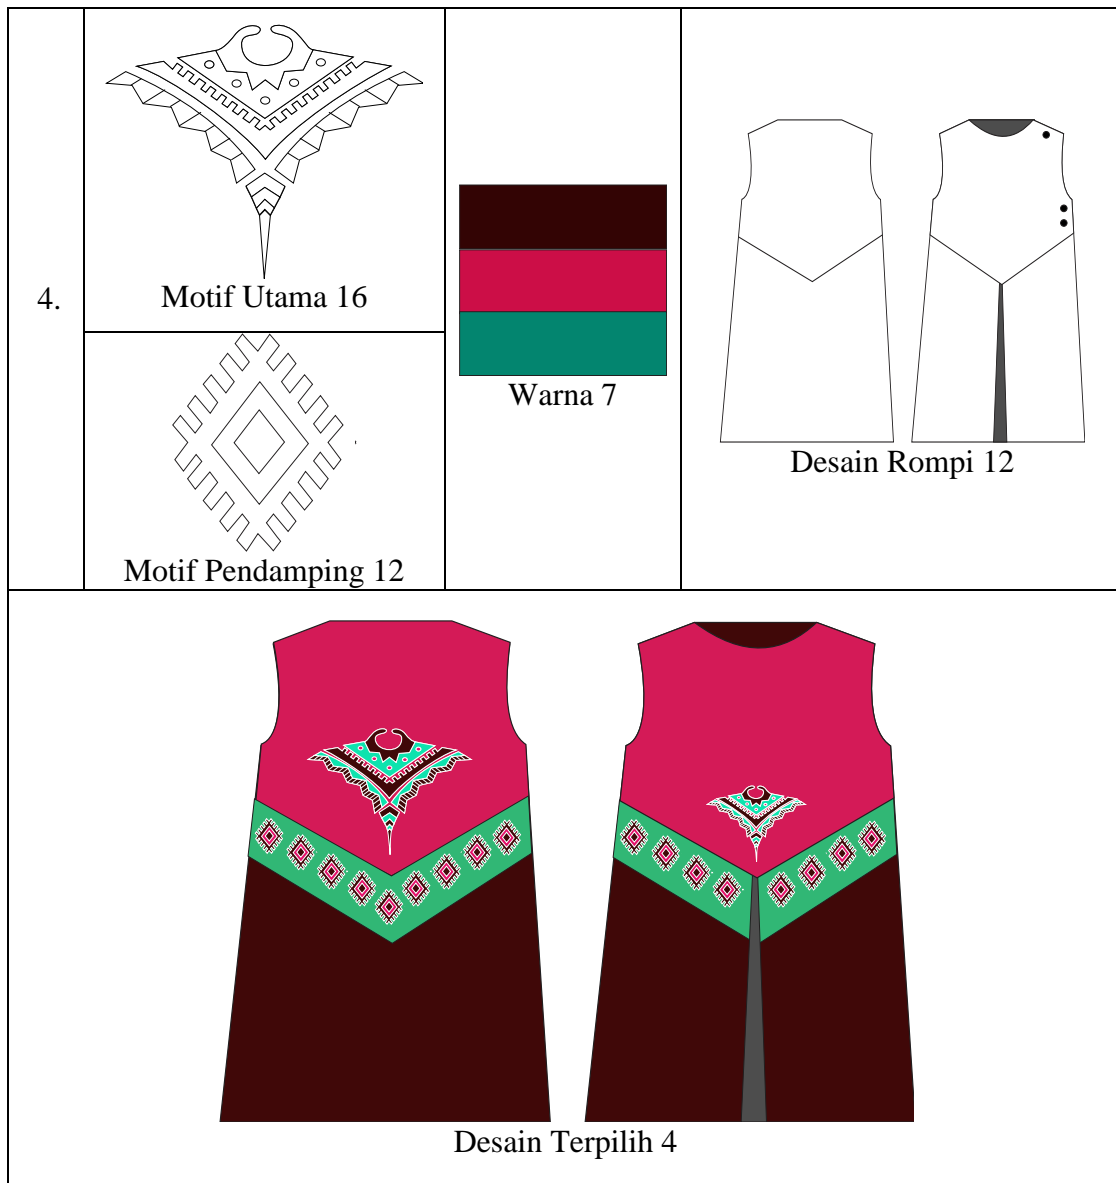 4.
Motif Utama 16
Motif Pendamping 12
Warna 7
Desain Rompi 12
Desain Terpilih 4